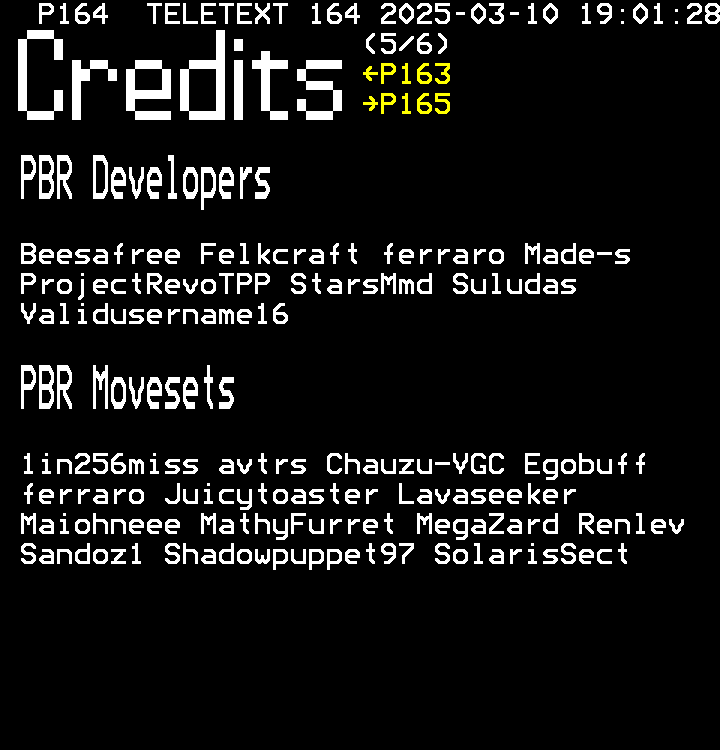 P164 TELETEXT 164 2025-03-10 19:01:28
Credits
(5/6)
←P163
→P165
PBR Developers
Beesafree Felkcraft ferraro Made-s
ProjectRevoTPP StarsMmd Suludas
Validusername16
PBR Movesets
1in256miss avtrs Chauzu-VGC Egobuff
ferraro Juicytoaster Lavaseeker
Maiohneee MathyFurret MegaZard Renlev
Sandoz1 Shadowpuppet97 SolarisSect